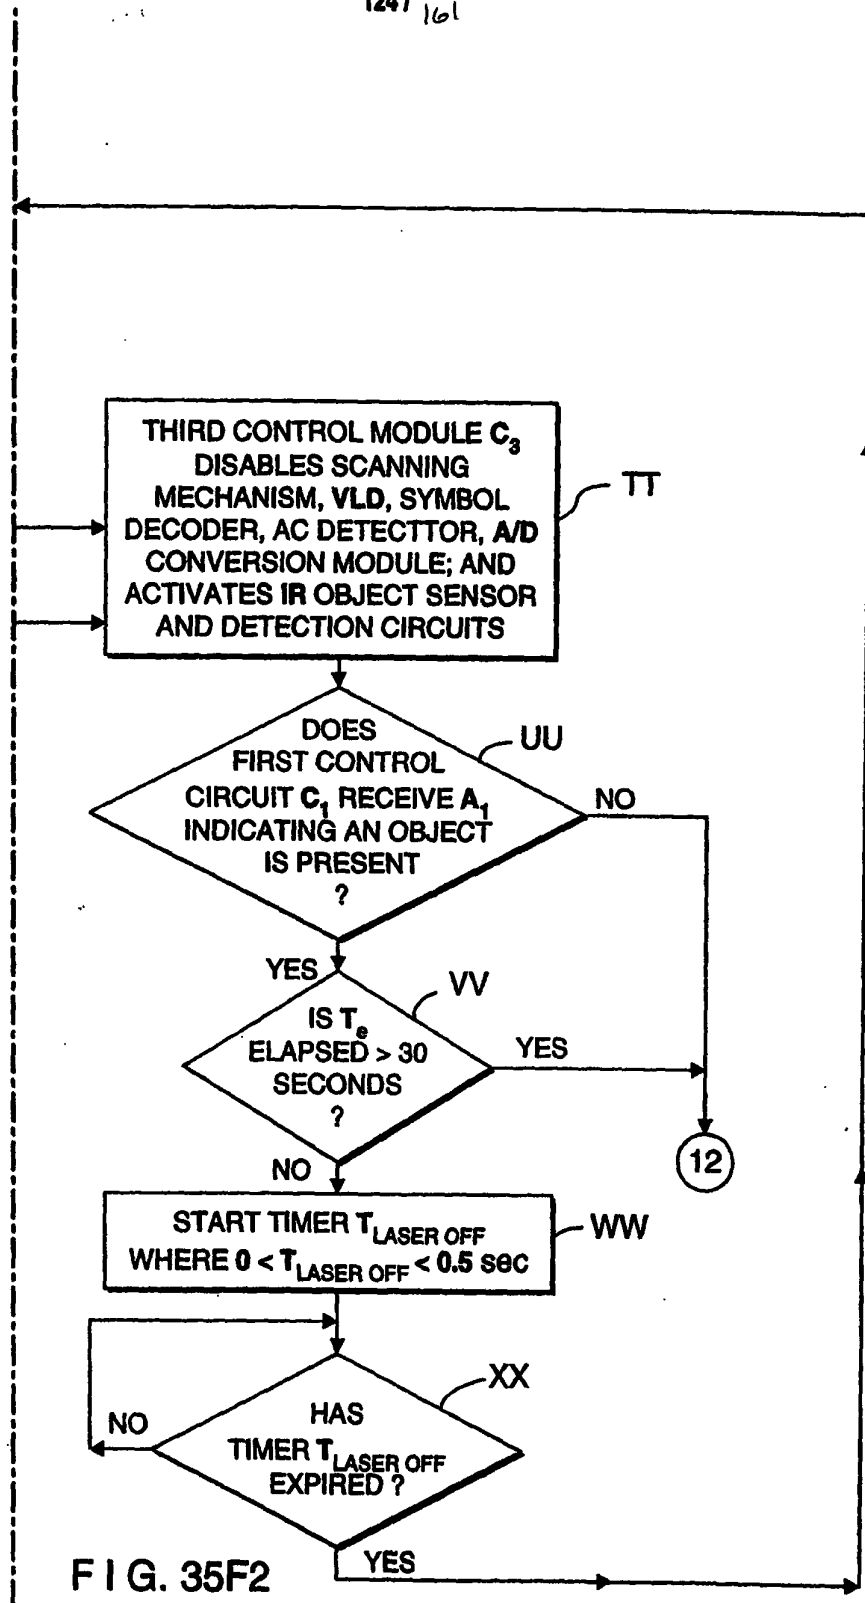 124/ 161
THIRD CONTROL MODULE C3
DISABLES SCANNING
MECHANISM, VLD, SYMBOL
DECODER, AC DETECTTOR, A/D
CONVERSION MODULE; AND
ACTIVATES IR OBJECT SENSOR
AND DETECTION CIRCUITS
TT
DOES
FIRST CONTROL
CIRCUIT C1 RECEIVE A1
INDICATING AN OBJECT
IS PRESENT
?
UU
NO
YES
IS Te
ELAPSED > 30
SECONDS
?
VV
YES
12
NO
START TIMER TLASER OFF
WHERE 0 < TLASER OFF < 0.5 sec
WW
HAS
TIMER TLASER OFF
EXPIRED ?
XX
NO
YES
FIG. 35F2